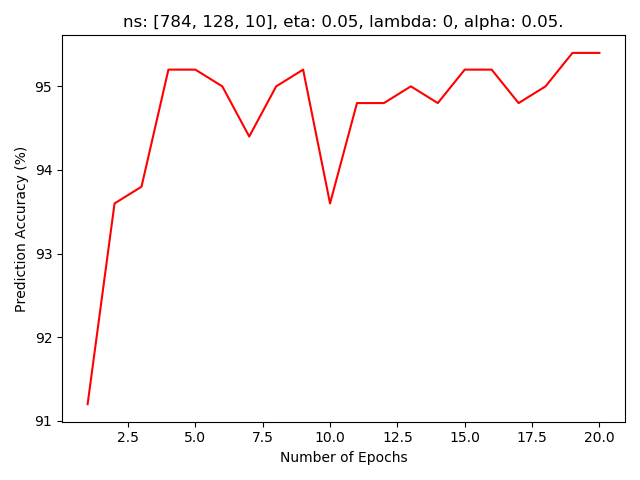 ns: [784, 128, 10], eta: 0.05, lambda: 0, alpha: 0.05.
Prediction Accuracy (%)
95
94
93
92
91
2.5 5.0 7.5 10.0 12.5 15.0 17.5 20.0
Number of Epochs